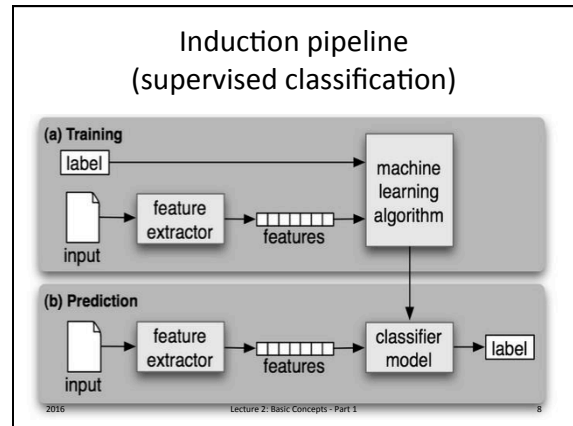 Induction pipeline
(supervised classification)
(a) Training
label
machine
learning
algorithm
feature
extractor
features
input
(b) Prediction
feature
extractor
features
classifier
model
label
input
2016
Lecture 2: Basic Concepts - Part 1
8